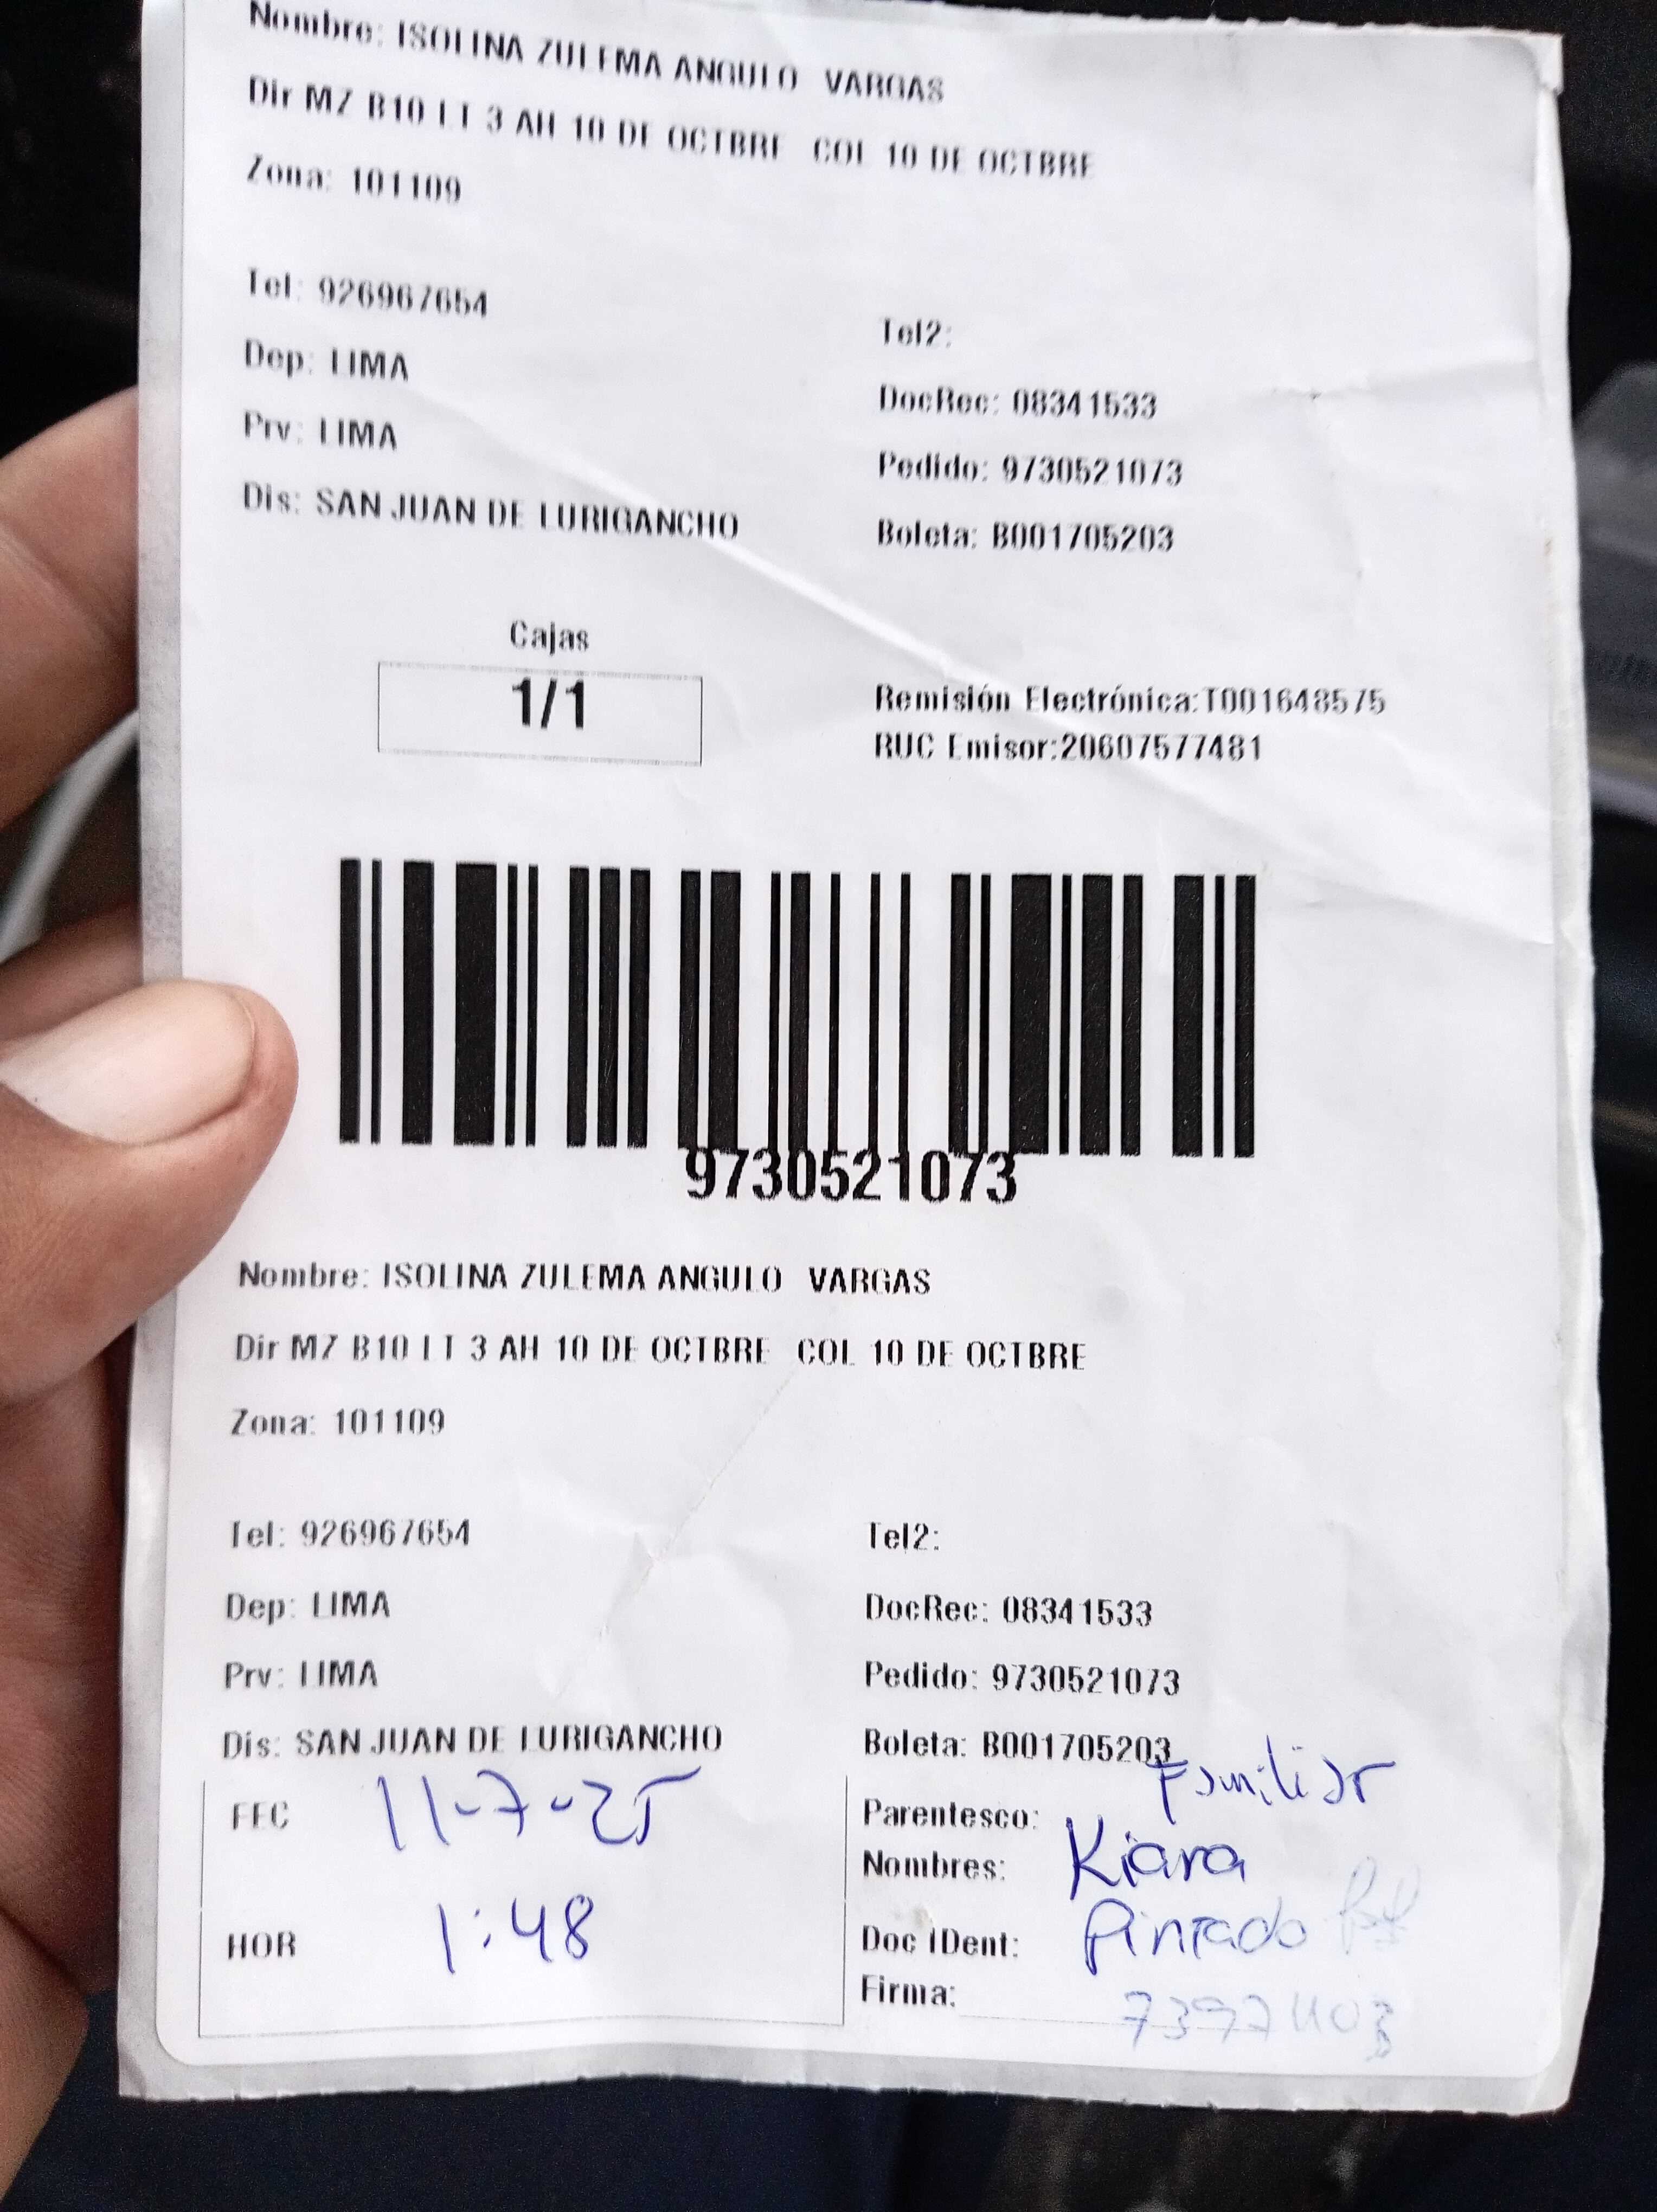 Nombre: ISOLINA ZULEMA ANGULO VARGAS
Dir MZ B10 LT 3 AH 10 DE OCTBRE COL 10 DE OCTBRE
Zona: 101109
Tel: 926967654
Tel2:
Dep: LIMA
DocRec: 08341533
Prv: LIMA
Pedido: 9730521073
Dis: SAN JUAN DE LURIGANCHO
Boleta: B001705203
Cajas
1/1
Remisión Electrónica:T001648575
RUC Emisor:20607577481
9730521073
Nombre: ISOLINA ZULEMA ANGULO VARGAS
Dir MZ B10 LT 3 AH 10 DE OCTBRE COL 10 DE OCTBRE
Zona: 101109
Tel: 926967654
Tel2:
Dep: LIMA
DocRec: 08341533
Prv: LIMA
Pedido: 9730521073
Dis: SAN JUAN DE LURIGANCHO
Boleta: B001705203
FEC 11-7-25
Parentesco: Familiar
Nombres: Kiara
HOR 1:48
Doc IDent: Pintado
Firma: